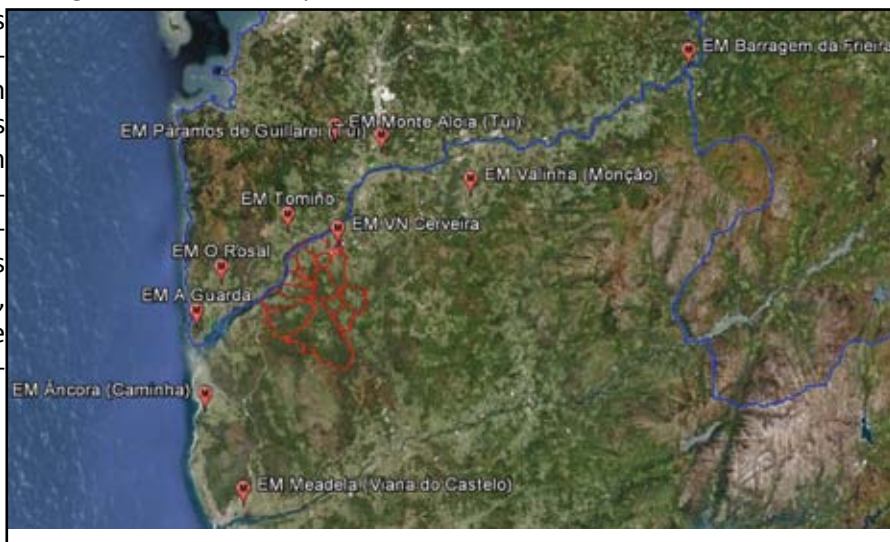 EM Barragem da Frieira
EM Páramos de Guillarei (Tui)
EM Monte Aloia (Tui)
EM Valinha (Monção)
EM Tomiño
EM VN Cerveira
EM O Rosal
EM A Guarda
EM Âncora (Caminha)
EM Meadela (Viana do Castelo)